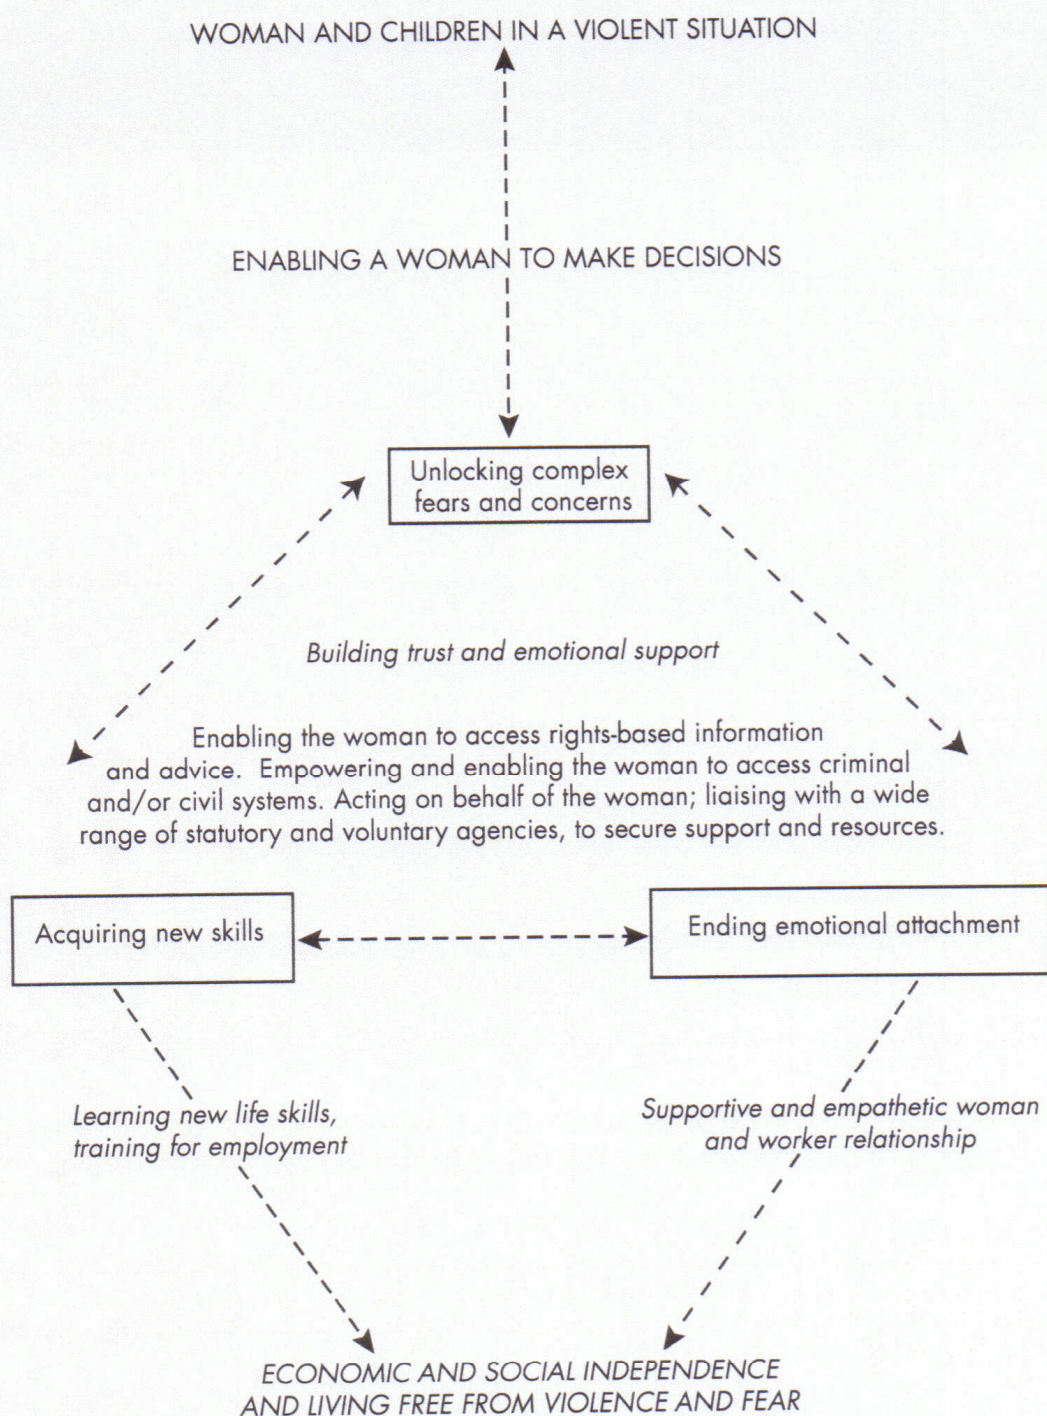 WOMAN AND CHILDREN IN A VIOLENT SITUATION
ENABLING A WOMAN TO MAKE DECISIONS
Unlocking complex
fears and concerns
Building trust and emotional support
Enabling the woman to access rights-based information
and advice. Empowering and enabling the woman to access criminal
and/or civil systems. Acting on behalf of the woman; liaising with a wide
range of statutory and voluntary agencies, to secure support and resources.
Acquiring new skills
Ending emotional attachment
Learning new life skills,
training for employment
Supportive and empathetic woman
and worker relationship
ECONOMIC AND SOCIAL INDEPENDENCE
AND LIVING FREE FROM VIOLENCE AND FEAR